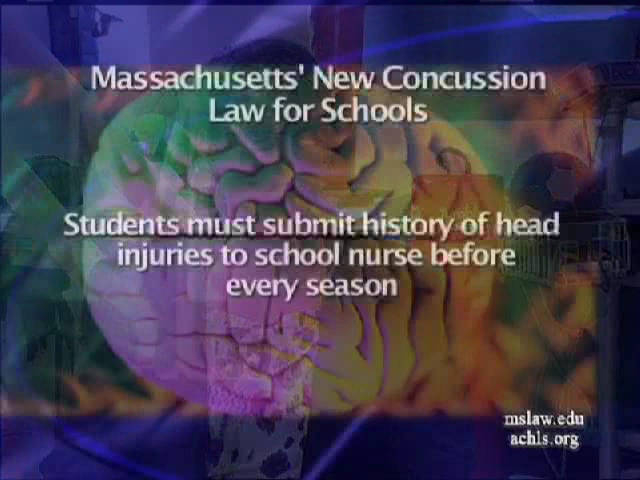 Massachusetts' New Concussion
Law for Schools
Students must submit history of head
injuries to school nurse before
every season
mslaw.edu
achls.org